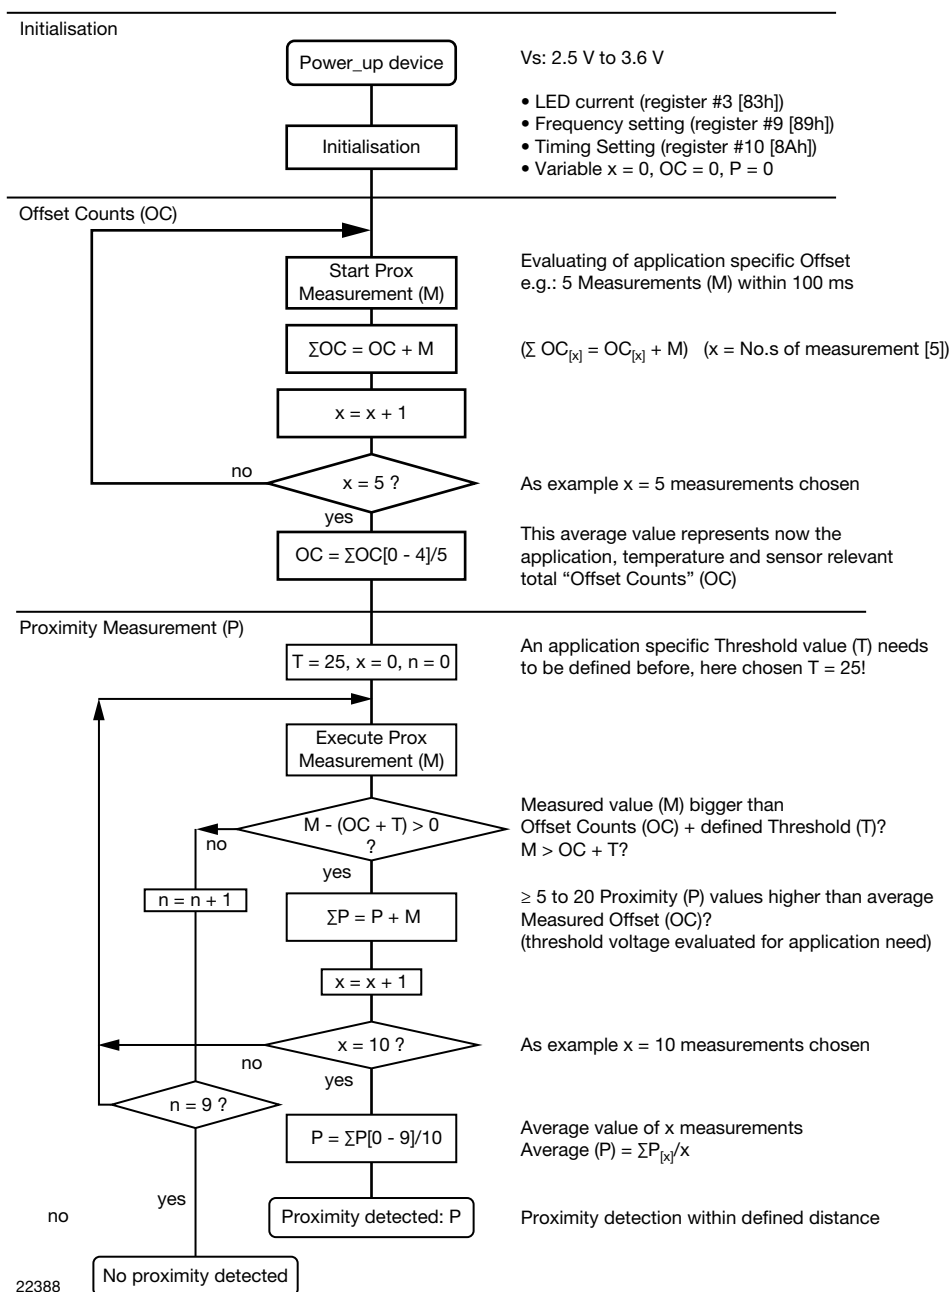 Initialisation
Power_up device
Vs: 2.5 V to 3.6 V
• LED current (register #3 [83h])
• Frequency setting (register #9 [89h])
Initialisation
• Timing Setting (register #10 [8Ah])
• Variable x = 0, OC = 0, P = 0
Offset Counts (OC)
Start Prox
Measurement (M)
Evaluating of application specific Offset
e.g.: 5 Measurements (M) within 100 ms
∑OC = OC + M
(∑ OC[x] = OC[x] + M) (x = No.s of measurement [5])
x = x + 1
no
x = 5 ?
As example x = 5 measurements chosen
yes
OC = ∑OC[0 - 4]/5
This average value represents now the
application, temperature and sensor relevant
total “Offset Counts” (OC)
Proximity Measurement (P)
T = 25, x = 0, n = 0
An application specific Threshold value (T) needs
to be defined before, here chosen T = 25!
Execute Prox
Measurement (M)
M - (OC + T) > 0
?
no
Measured value (M) bigger than
Offset Counts (OC) + defined Threshold (T)?
M > OC + T?
yes
n = n + 1
∑P = P + M
≥ 5 to 20 Proximity (P) values higher than average
Measured Offset (OC)?
(threshold voltage evaluated for application need)
x = x + 1
x = 10 ?
As example x = 10 measurements chosen
no
yes
n = 9 ?
P = ∑P[0 - 9]/10
Average value of x measurements
Average (P) = ∑P[x]/x
yes
no
Proximity detected: P
Proximity detection within defined distance
No proximity detected
22388